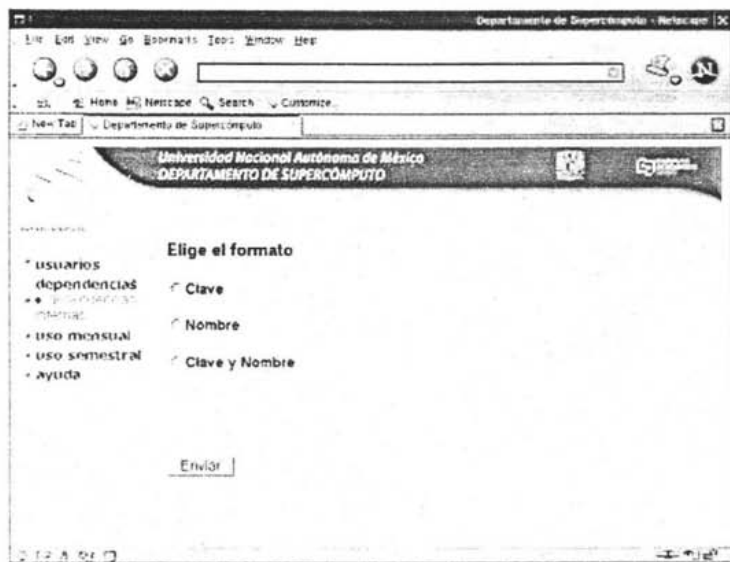 Departamento de Supercómputo - Netscape
Edit View Go Bookmarks Tools Window Help
Home Netscape Search Customize...
New Tab Departamento de Supercómputo
Universidad Nacional Autónoma de México
DEPARTAMENTO DE SUPERCÓMPUTO
Elige el formato
usuarios
dependencias
internas
uso mensual
uso semestral
ayuda
Clave
Nombre
Clave y Nombre
Enviar